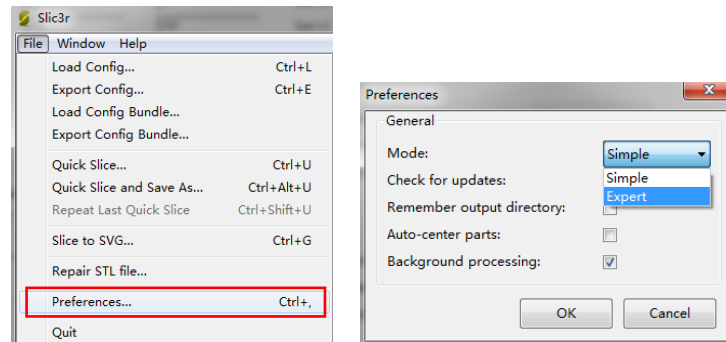 Slic3r
File Window Help
Load Config... Ctrl+L
Export Config... Ctrl+E
Load Config Bundle...
Export Config Bundle...
Quick Slice... Ctrl+U
Quick Slice and Save As... Ctrl+Alt+U
Repeat Last Quick Slice Ctrl+Shift+U
Slice to SVG... Ctrl+G
Repair STL file...
Preferences... Ctrl+,
Quit
Preferences
General
Mode: Simple
Simple
Check for updates:
Expert
Remember output directory:
Auto-center parts:
Background processing:
OK Cancel